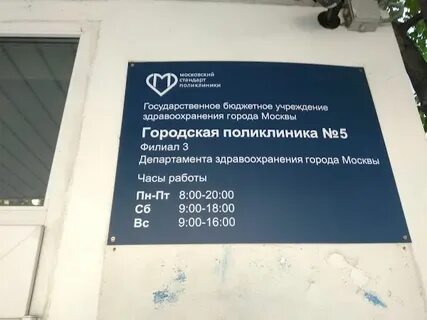 московский
стандарт
поликлиники
Государственное бюджетное учреждение
здравоохранения города Москвы
Городская поликлиника №5
Филиал 3
Департамента здравоохранения города Москвы
Часы работы
Пн-Пт 8:00-20:00
Сб 9:00-18:00
Вс 9:00-16:00